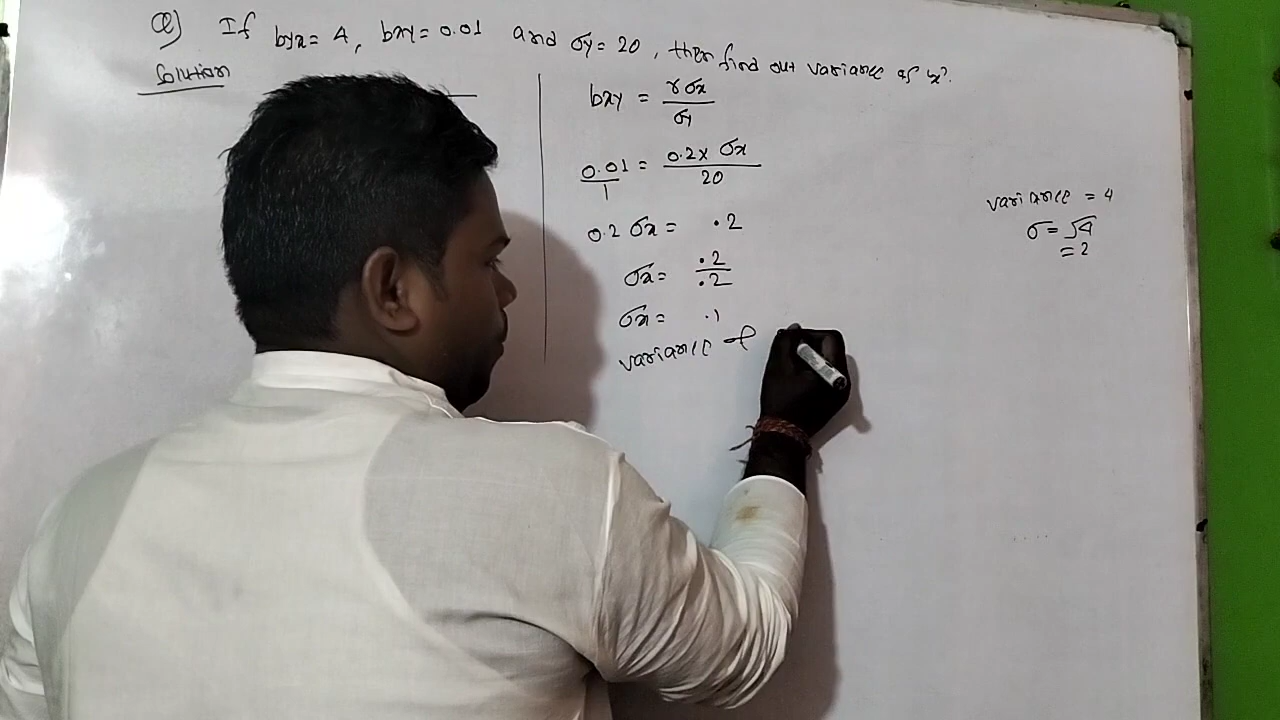 Q) If byx = 4, bxy = 0.01 and σy = 20, then find out variance of x?
Solution
bxy = rσx / σy
0.01 / 1 = 0.2 x σx / 20
0.2 σx = .2
σx = .2 / .2
σx = .1
variance of
variance = 4
σ = √4
= 2